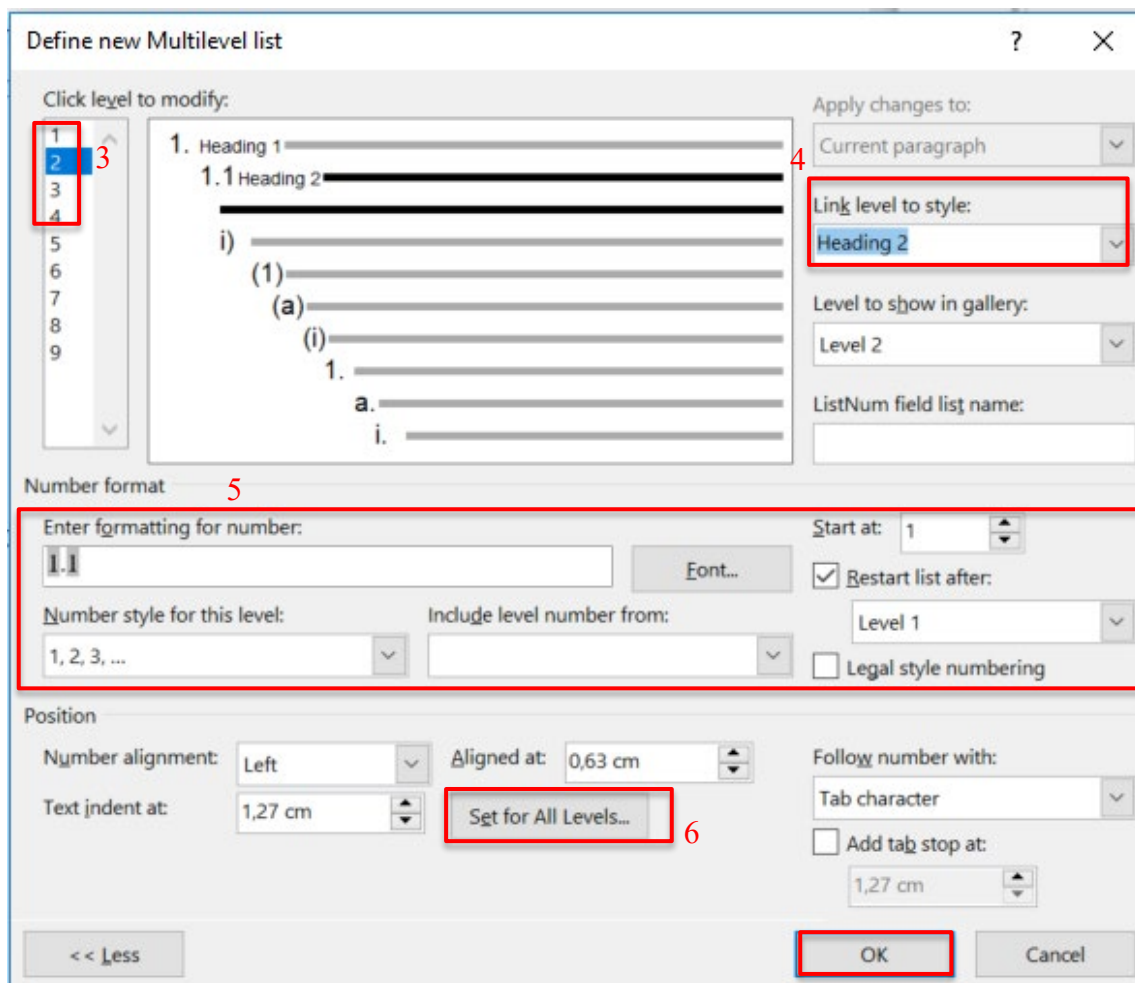 Define new Multilevel list ? ×
Click level to modify:
1
2
3
4
5
6
7
8
9
3
1. Heading 1
1.1 Heading 2
i)
(1)
(a)
(i)
1.
a.
i.
Apply changes to:
Current paragraph
4
Link level to style:
Heading 2
Level to show in gallery:
Level 2
ListNum field list name:
Number format
5
Enter formatting for number:
1.1
Font...
Start at: 1
Restart list after:
Level 1
Number style for this level:
1, 2, 3, ...
Include level number from:
Legal style numbering
Position
Number alignment: Left
Aligned at: 0,63 cm
Text indent at: 1,27 cm
Set for All Levels...
6
Follow number with:
Tab character
Add tab stop at:
1,27 cm
<< Less
OK
Cancel